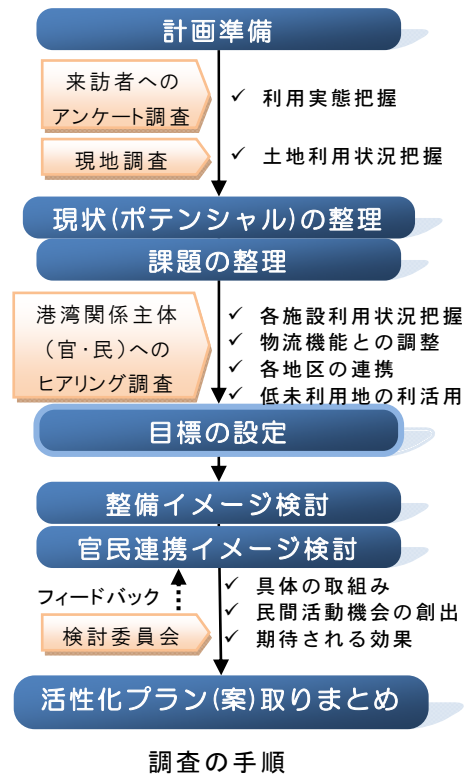 計画準備
来訪者への
アンケート調査
✓ 利用実態把握
現地調査
✓ 土地利用状況把握
現状(ポテンシャル)の整理
課題の整理
港湾関係主体
(官・民)への
ヒアリング調査
✓ 各施設利用状況把握
✓ 物流機能との調整
✓ 各地区の連携
✓ 低未利用地の利活用
目標の設定
整備イメージ検討
官民連携イメージ検討
フィードバック
検討委員会
✓ 具体の取組み
✓ 民間活動機会の創出
✓ 期待される効果
活性化プラン(案)取りまとめ
調査の手順